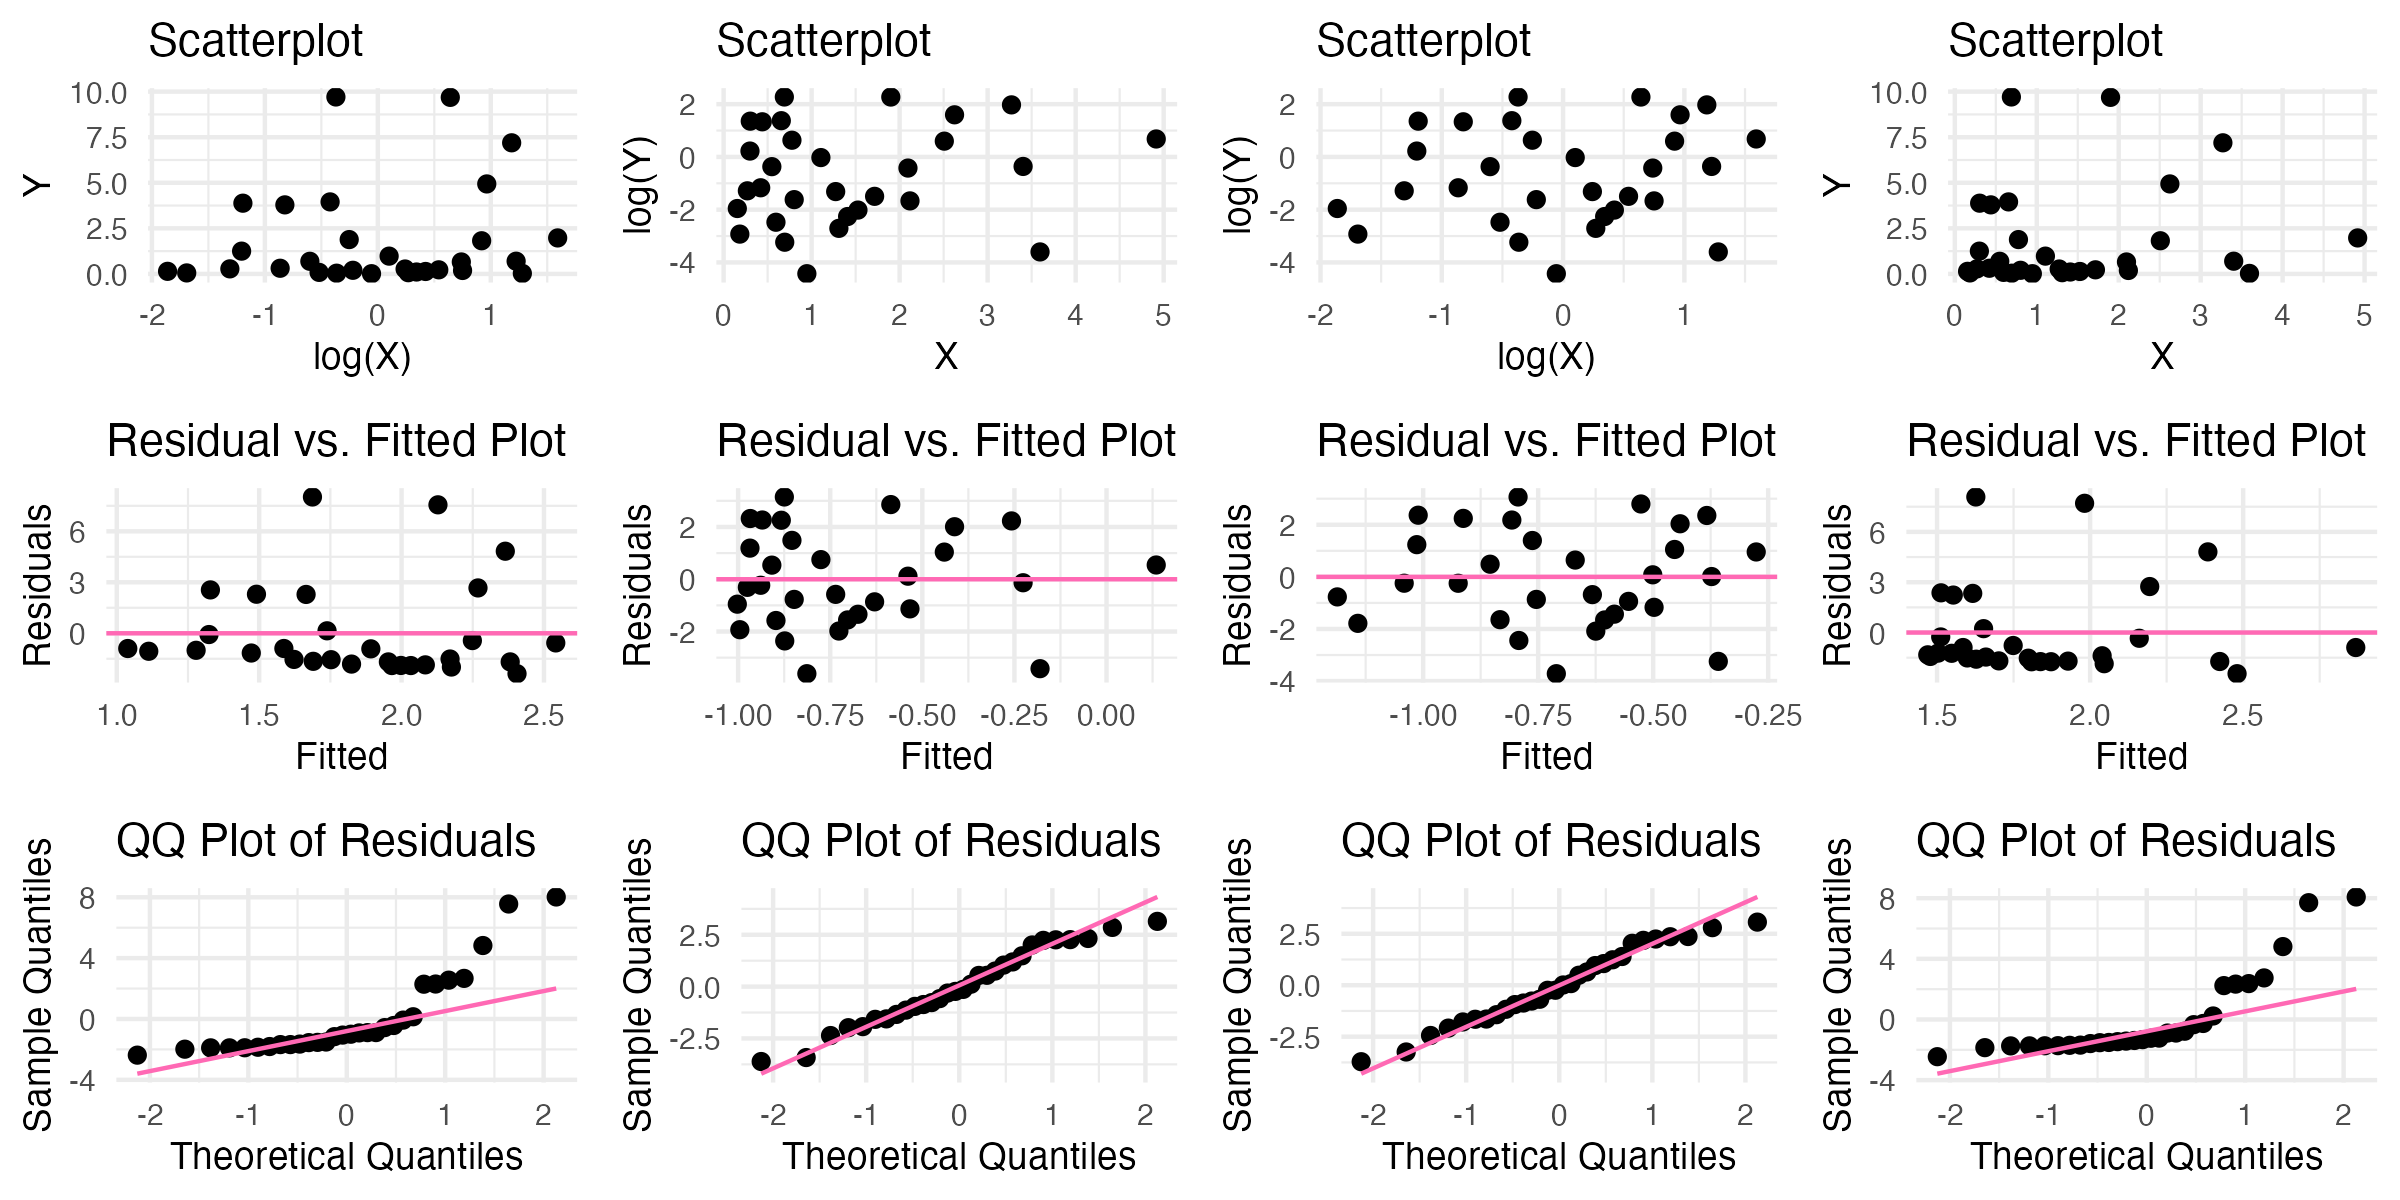 Scatterplot Scatterplot Scatterplot Scatterplot
Y
10.0
7.5
5.0
2.5
0.0
-2 -1 0 1
log(X)
log(Y)
2
0
-2
-4
0 1 2 3 4 5
X
log(Y)
2
0
-2
-4
-2 -1 0 1
log(X)
Y
10.0
7.5
5.0
2.5
0.0
0 1 2 3 4 5
X
Residual vs. Fitted Plot Residual vs. Fitted Plot Residual vs. Fitted Plot Residual vs. Fitted Plot
Residuals
6
3
0
1.0 1.5 2.0 2.5
Fitted
Residuals
2
0
-2
-1.00 -0.75 -0.50 -0.25 0.00
Fitted
Residuals
2
0
-2
-4
-1.00 -0.75 -0.50 -0.25
Fitted
Residuals
6
3
0
1.5 2.0 2.5
Fitted
QQ Plot of Residuals QQ Plot of Residuals QQ Plot of Residuals QQ Plot of Residuals
Sample Quantiles
8
4
0
-4
-2 -1 0 1 2
Theoretical Quantiles
Sample Quantiles
2.5
0.0
-2.5
-2 -1 0 1 2
Theoretical Quantiles
Sample Quantiles
2.5
0.0
-2.5
-2 -1 0 1 2
Theoretical Quantiles
Sample Quantiles
8
4
0
-4
-2 -1 0 1 2
Theoretical Quantiles